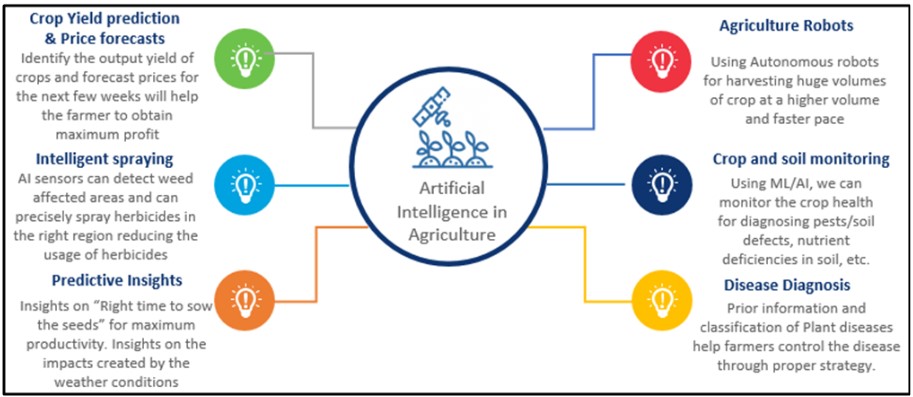 Crop Yield prediction
& Price forecasts
Identify the output yield of
crops and forecast prices for
the next few weeks will help
the farmer to obtain
maximum profit
Intelligent spraying
AI sensors can detect weed
affected areas and can
precisely spray herbicides in
the right region reducing the
usage of herbicides
Predictive Insights
Insights on “Right time to sow
the seeds” for maximum
productivity. Insights on the
impacts created by the
weather conditions
Artificial
Intelligence in
Agriculture
Agriculture Robots
Using Autonomous robots
for harvesting huge volumes
of crop at a higher volume
and faster pace
Crop and soil monitoring
Using ML/AI, we can
monitor the crop health
for diagnosing pests/soil
defects, nutrient
deficiencies in soil, etc.
Disease Diagnosis
Prior information and
classification of Plant diseases
help farmers control the disease
through proper strategy.